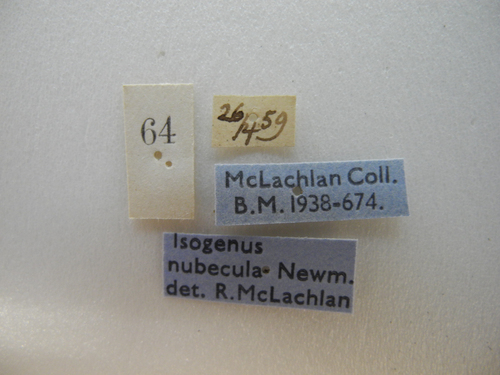 64
26/4 59
McLachlan Coll.
B.M. 1938-674.
Isogenus
nubecula Newm.
det. R.McLachlan